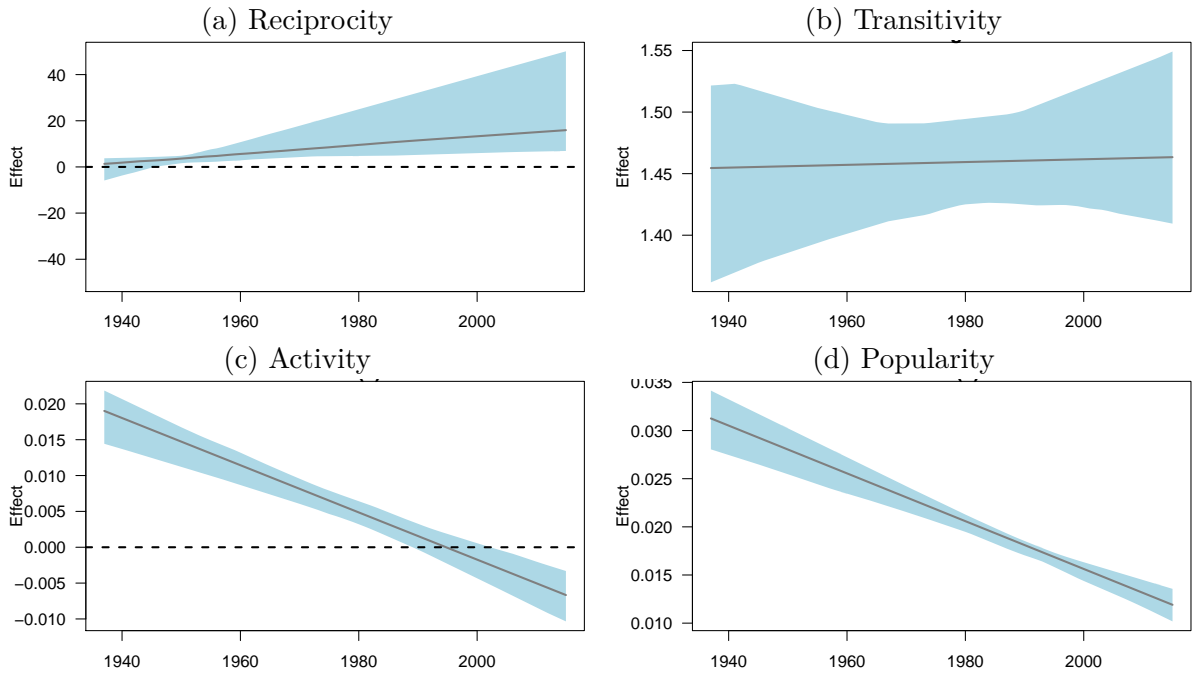 (a) Reciprocity
40
20
0
−20
−40
Effect
1940 1960 1980 2000
(b) Transitivity
1.55
1.50
1.45
1.40
Effect
1940 1960 1980 2000
(c) Activity
0.020
0.015
0.010
0.005
0.000
−0.005
−0.010
Effect
1940 1960 1980 2000
(d) Popularity
0.035
0.030
0.025
0.020
0.015
0.010
Effect
1940 1960 1980 2000